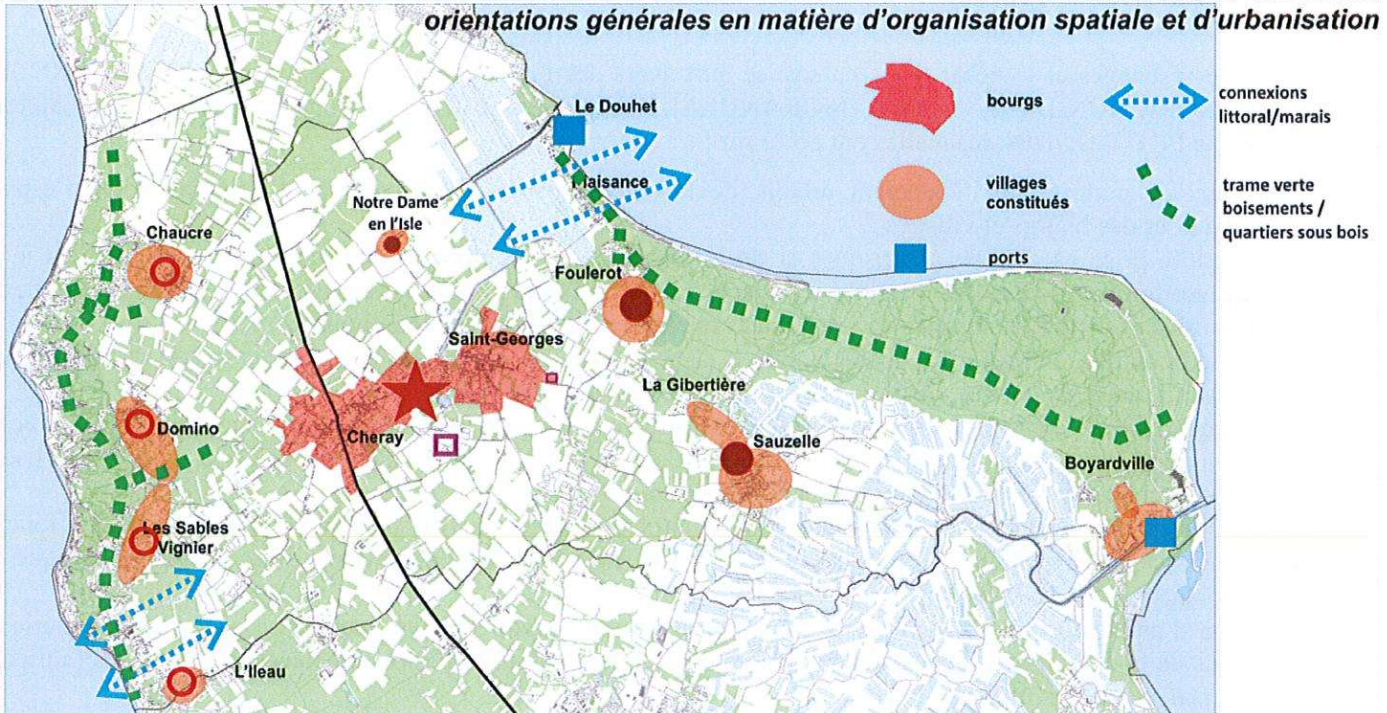 orientations générales en matière d'organisation spatiale et d'urbanisation
bourgs
connexions
littoral/marais
villages
constitués
trame verte
boisements /
quartiers sous bois
ports
Le Douhet
Plaisance
Notre Dame
en l'Isle
Chaucre
Foulerot
Saint-Georges
La Gibertière
Domino
Cheray
Sauzelle
Boyardville
Les Sables
Vignier
L'Ileau